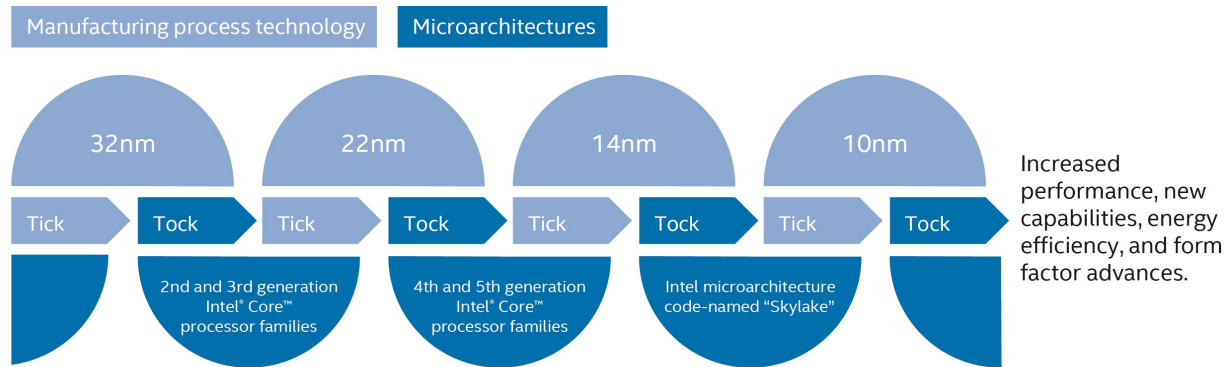 Manufacturing process technology
Microarchitectures
32nm
22nm
14nm
10nm
Tick
Tock
Tick
Tock
Tick
Tock
Tick
Tock
2nd and 3rd generation
Intel® Core™
processor families
4th and 5th generation
Intel® Core™
processor families
Intel microarchitecture
code-named “Skylake”
Increased
performance, new
capabilities, energy
efficiency, and form
factor advances.